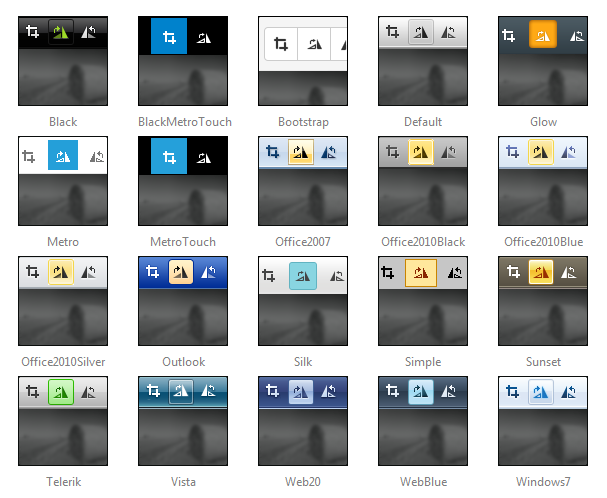 Black
BlackMetroTouch
Bootstrap
Default
Glow
Metro
MetroTouch
Office2007
Office2010Black
Office2010Blue
Office2010Silver
Outlook
Silk
Simple
Sunset
Telerik
Vista
Web20
WebBlue
Windows7